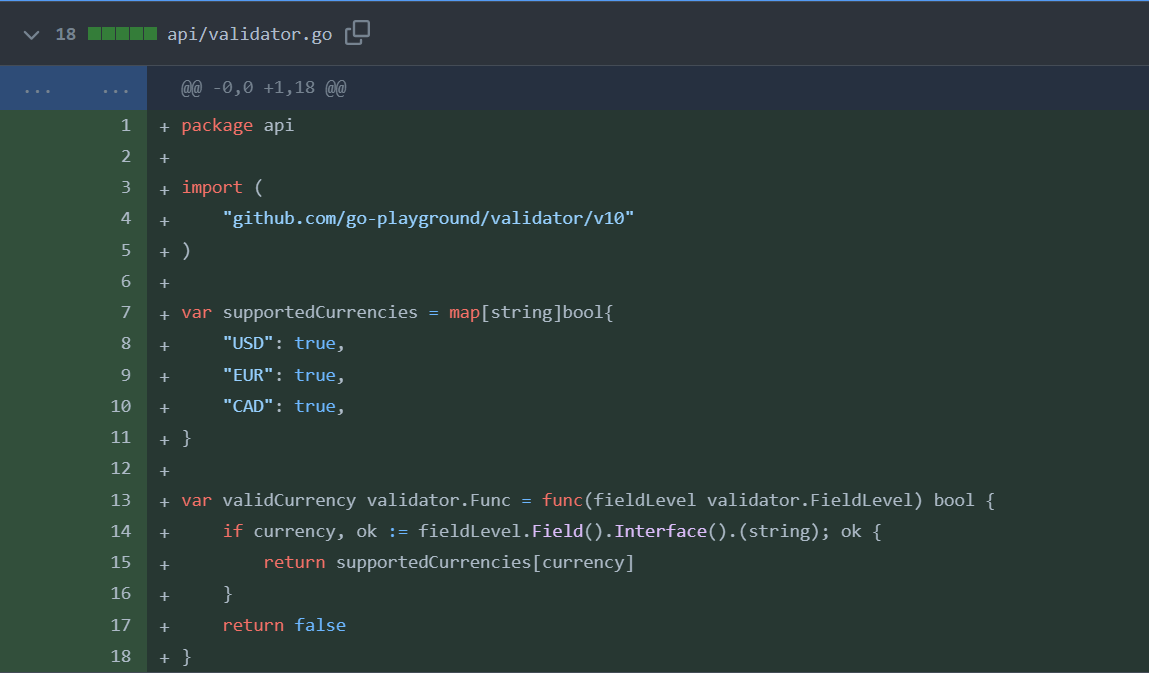 18 api/validator.go
... ... @@ -0,0 +1,18 @@
1 + package api
2 +
3 + import (
4 +     "github.com/go-playground/validator/v10"
5 + )
6 +
7 + var supportedCurrencies = map[string]bool{
8 +     "USD": true,
9 +     "EUR": true,
10 +     "CAD": true,
11 + }
12 +
13 + var validCurrency validator.Func = func(fieldLevel validator.FieldLevel) bool {
14 +     if currency, ok := fieldLevel.Field().Interface().(string); ok {
15 +         return supportedCurrencies[currency]
16 +     }
17 +     return false
18 + }